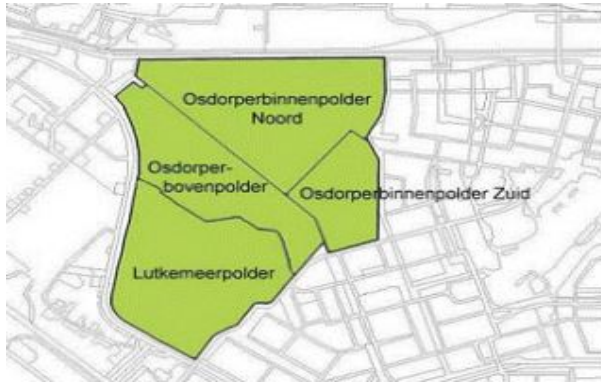 Osdorperbinnenpolder
Noord
Osdorper-
bovenpolder
Osdorperbinnenpolder Zuid
Lutkemeerpolder